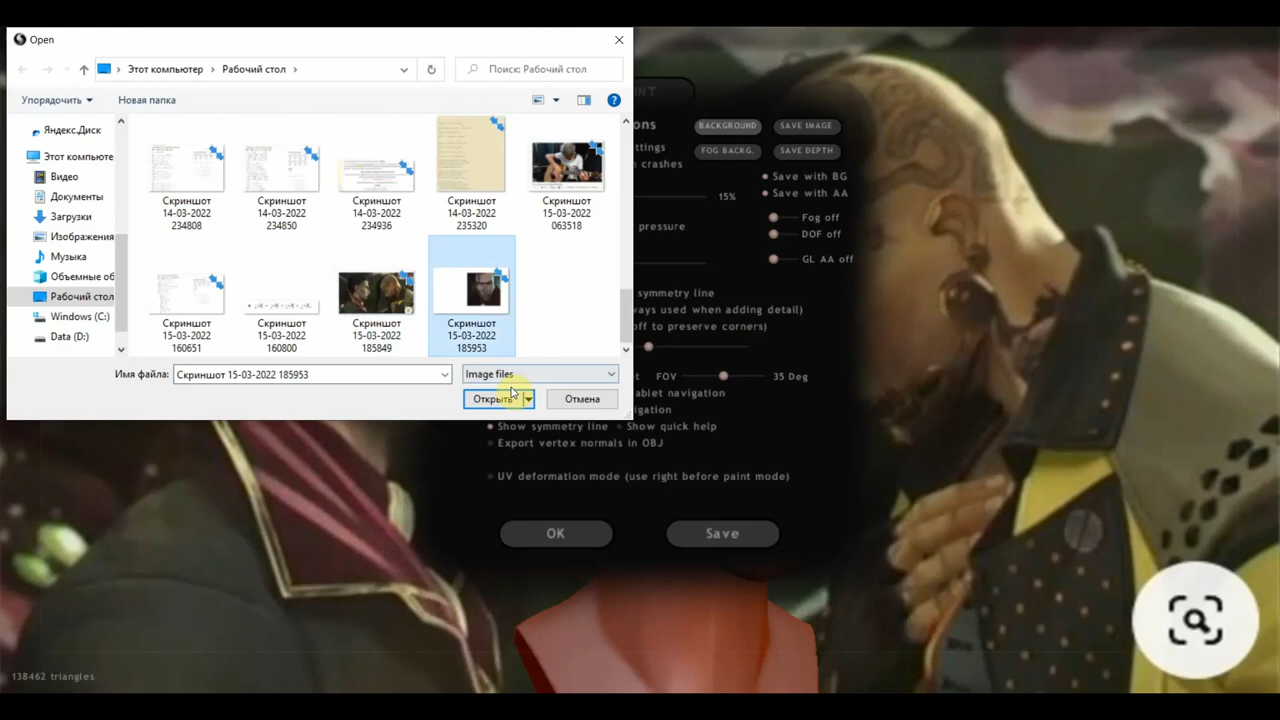 Open
Этот компьютер
Рабочий стол
Поиск: Рабочий стол
Упорядочить
Новая папка
Яндекс.Диск
Этот компьюте
Видео
Документы
Загрузки
Изображения
Музыка
Объемные об
Рабочий стол
Windows (C:)
Data (D:)
Скриншот
14-03-2022
234808
Скриншот
14-03-2022
234850
Скриншот
14-03-2022
234936
Скриншот
14-03-2022
235320
Скриншот
15-03-2022
063518
Скриншот
15-03-2022
160651
Скриншот
15-03-2022
160800
Скриншот
15-03-2022
185849
Скриншот
15-03-2022
185953
Имя файла:
Скриншот 15-03-2022 185953
Image files
Открыть
Отмена
NT
ons
BACKGROUND
SAVE IMAGE
ettings
FOG BACKG.
SAVE DEPTH
n crashes
Save with BG
15%
Save with AA
Fog off
pressure
DOF off
GL AA off
symmetry line
ways used when adding detail)
off to preserve corners)
t FOV 35 Deg
ablet navigation
igation
Show symmetry line
Show quick help
Export vertex normals in OBJ
UV deformation mode (use right before paint mode)
OK
Save
138462 triangles